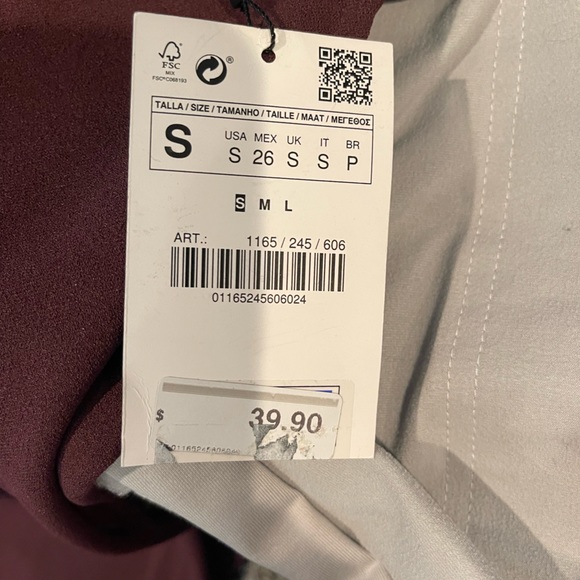 FSC
MIX
FSC® C068193
®
TALLA / SIZE / TAMANHO / TAILLE / MAAT / ΜΕΓΕΘΟΣ
S
USA MEX UK IT BR
S 26 S S P
S M L
ART.: 1165 / 245 / 606
01165245606024
$ 39.90